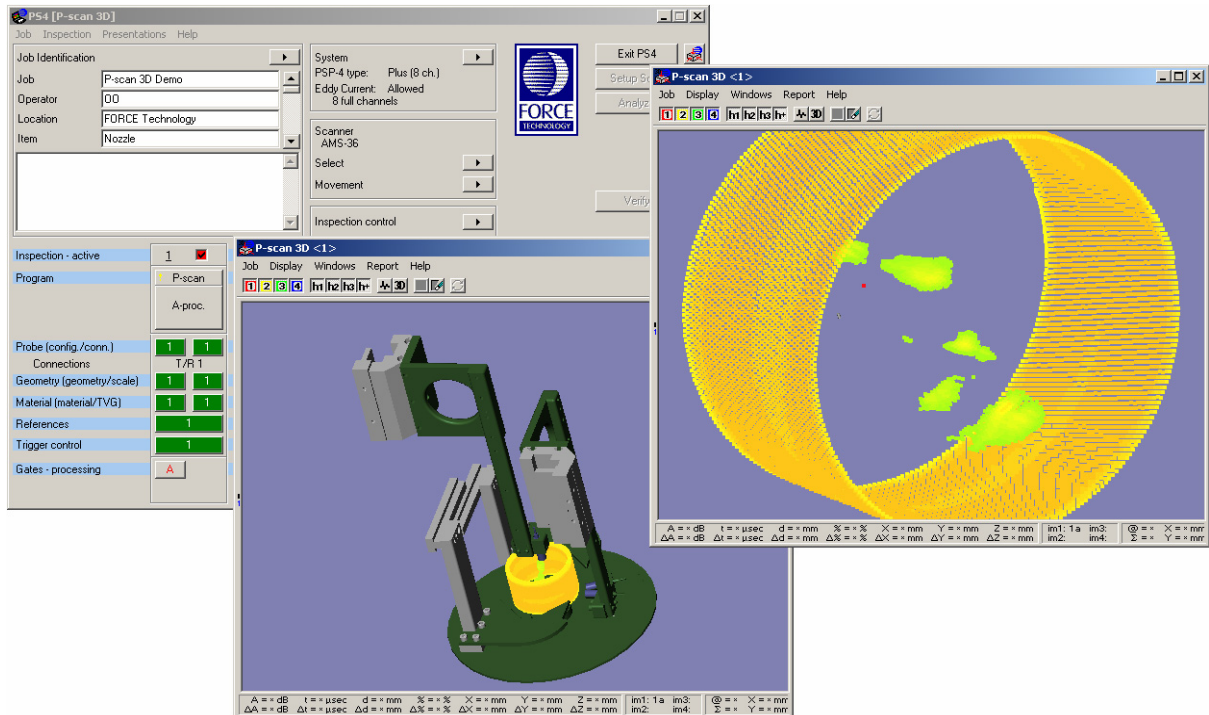 PS4 [P-scan 3D]
Job Inspection Presentations Help
Job Identification
Job P-scan 3D Demo
Operator OO
Location FORCE Technology
Item Nozzle
System
PSP-4 type: Plus (8 ch.)
Eddy Current: Allowed
8 full channels
Scanner
AMS-36
Select
Movement
Inspection control
FORCE
TECHNOLOGY
Exit PS4
Setup
Analyz
Verify
Inspection - active 1
Program P-scan
A-proc.
Probe (config./conn.) 1 1
Connections T/R 1
Geometry (geometry/scale) 1 1
Material (material/TVG) 1 1
References 1
Trigger control 1
Gates - processing A
P-scan 3D <1>
Job Display Windows Report Help
1 2 3 4 h1 h2 h3 h+ 3D
A = × dB t = × µsec d = × mm % = × % X = × mm Y = × mm Z = × mm im1: 1a im3: @ = × X = × mm
ΔA = × dB Δt = × µsec Δd = × mm Δ% = × % ΔX = × mm ΔY = × mm ΔZ = × mm im2: im4: Σ = × Y = × mm
P-scan 3D <1>
Job Display Windows Report Help
1 2 3 4 h1 h2 h3 h+ 3D
A = × dB t = × µsec d = × mm % = × % X = × mm Y = × mm Z = × mm im1: 1a im3: @ = × X = × mm
ΔA = × dB Δt = × µsec Δd = × mm Δ% = × % ΔX = × mm ΔY = × mm ΔZ = × mm im2: im4: Σ = × Y = × mm